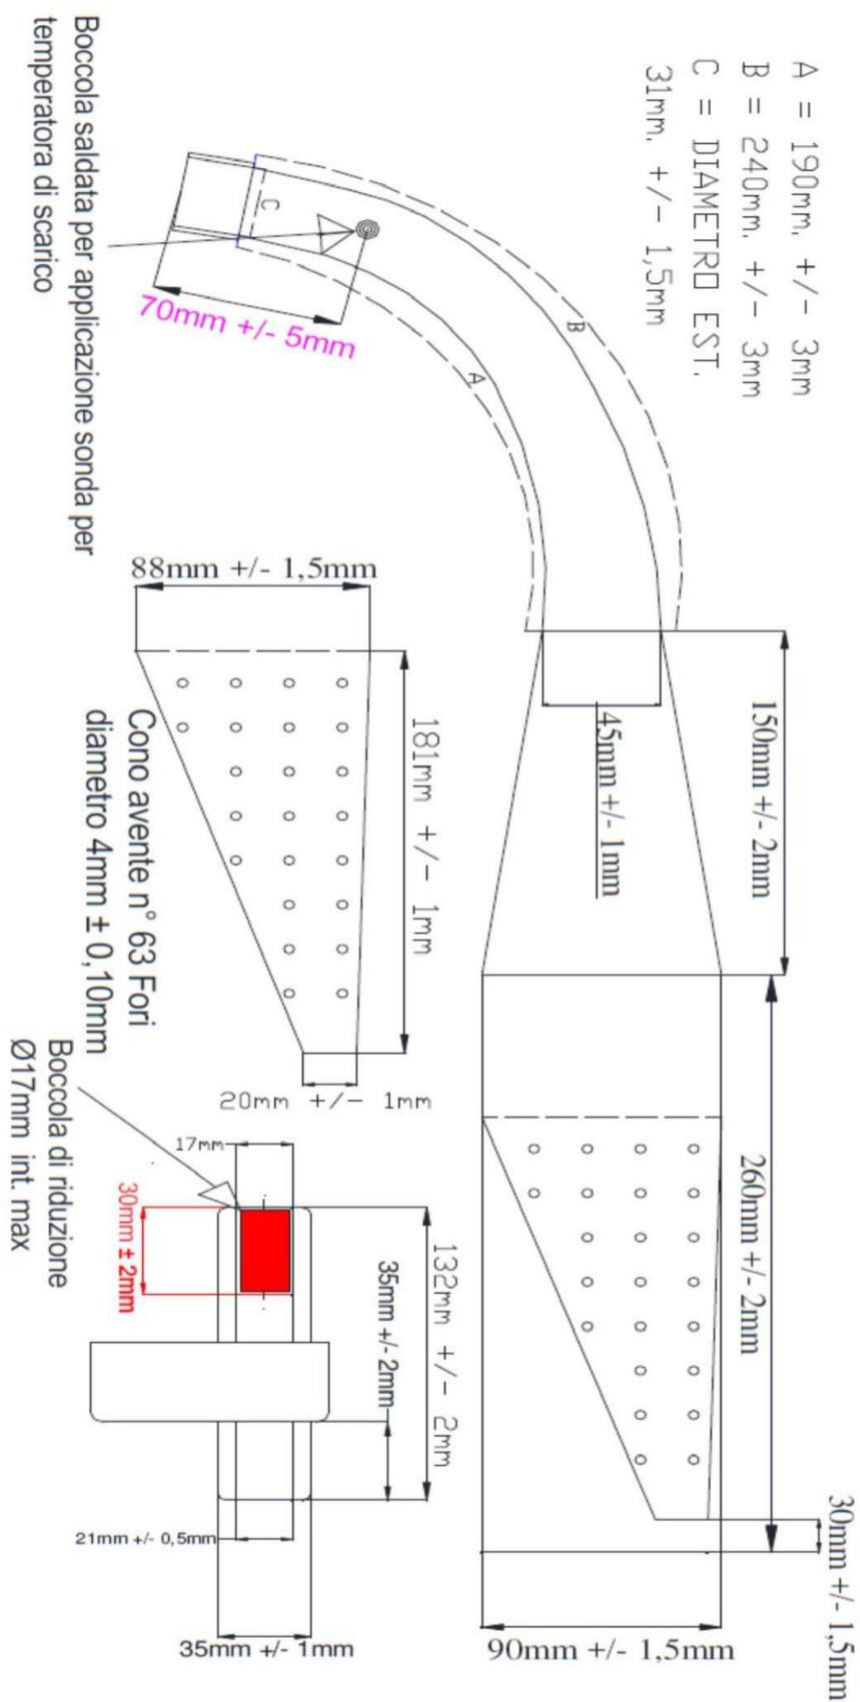 A = 190mm. +/- 3mm
B = 240mm. +/- 3mm
C = DIAMETRO EST.
31mm. +/- 1,5mm
B
A
C
70mm +/- 5mm
Boccola saldata per applicazione sonda per
temperatora di scarico
150mm +/- 2mm
45mm +/- 1mm
260mm +/- 2mm
30mm +/- 1,5mm
90mm +/- 1,5mm
88mm +/- 1,5mm
181mm +/- 1mm
20mm +/- 1mm
Cono avente n° 63 Fori
diametro 4mm ± 0,10mm
17mm
30mm ± 2mm
132mm +/- 2mm
35mm +/- 2mm
21mm +/- 0,5mm
35mm +/- 1mm
Boccola di riduzione
Ø17mm int. max